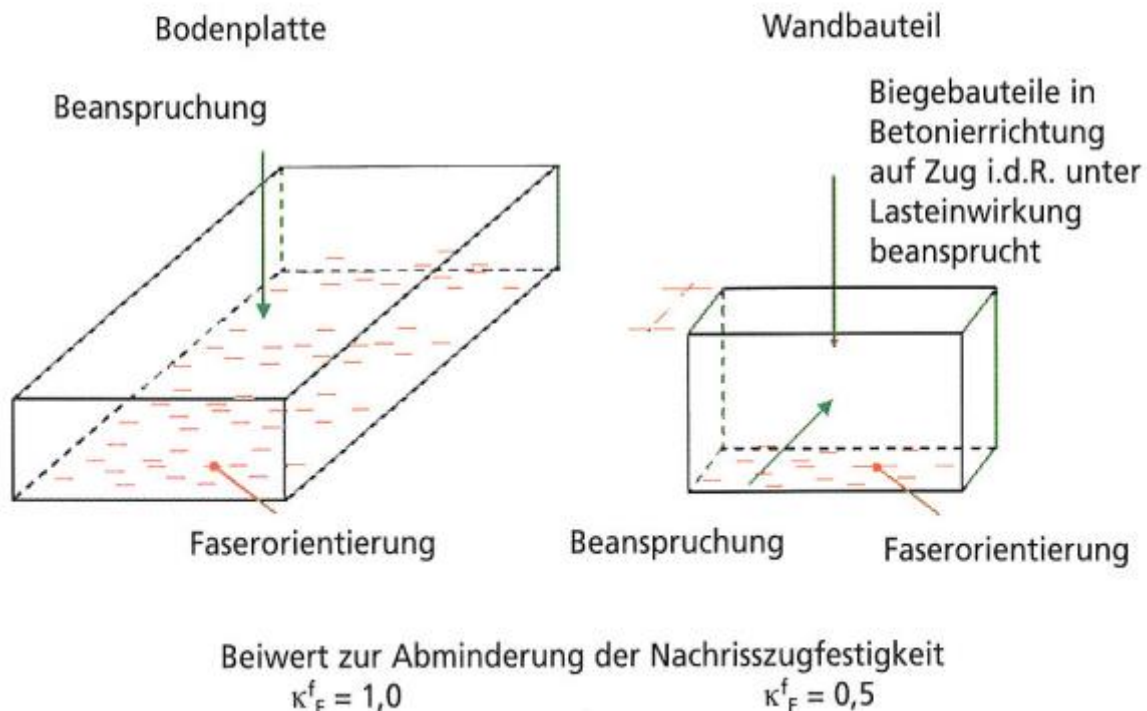 Bodenplatte
Wandbauteil
Beanspruchung
Biegebauteile in
Betonierrichtung
auf Zug i.d.R. unter
Lasteinwirkung
beansprucht
Faserorientierung
Beanspruchung
Faserorientierung
Beiwert zur Abminderung der Nachrisszugfestigkeit
κᶠF = 1,0
κᶠF = 0,5